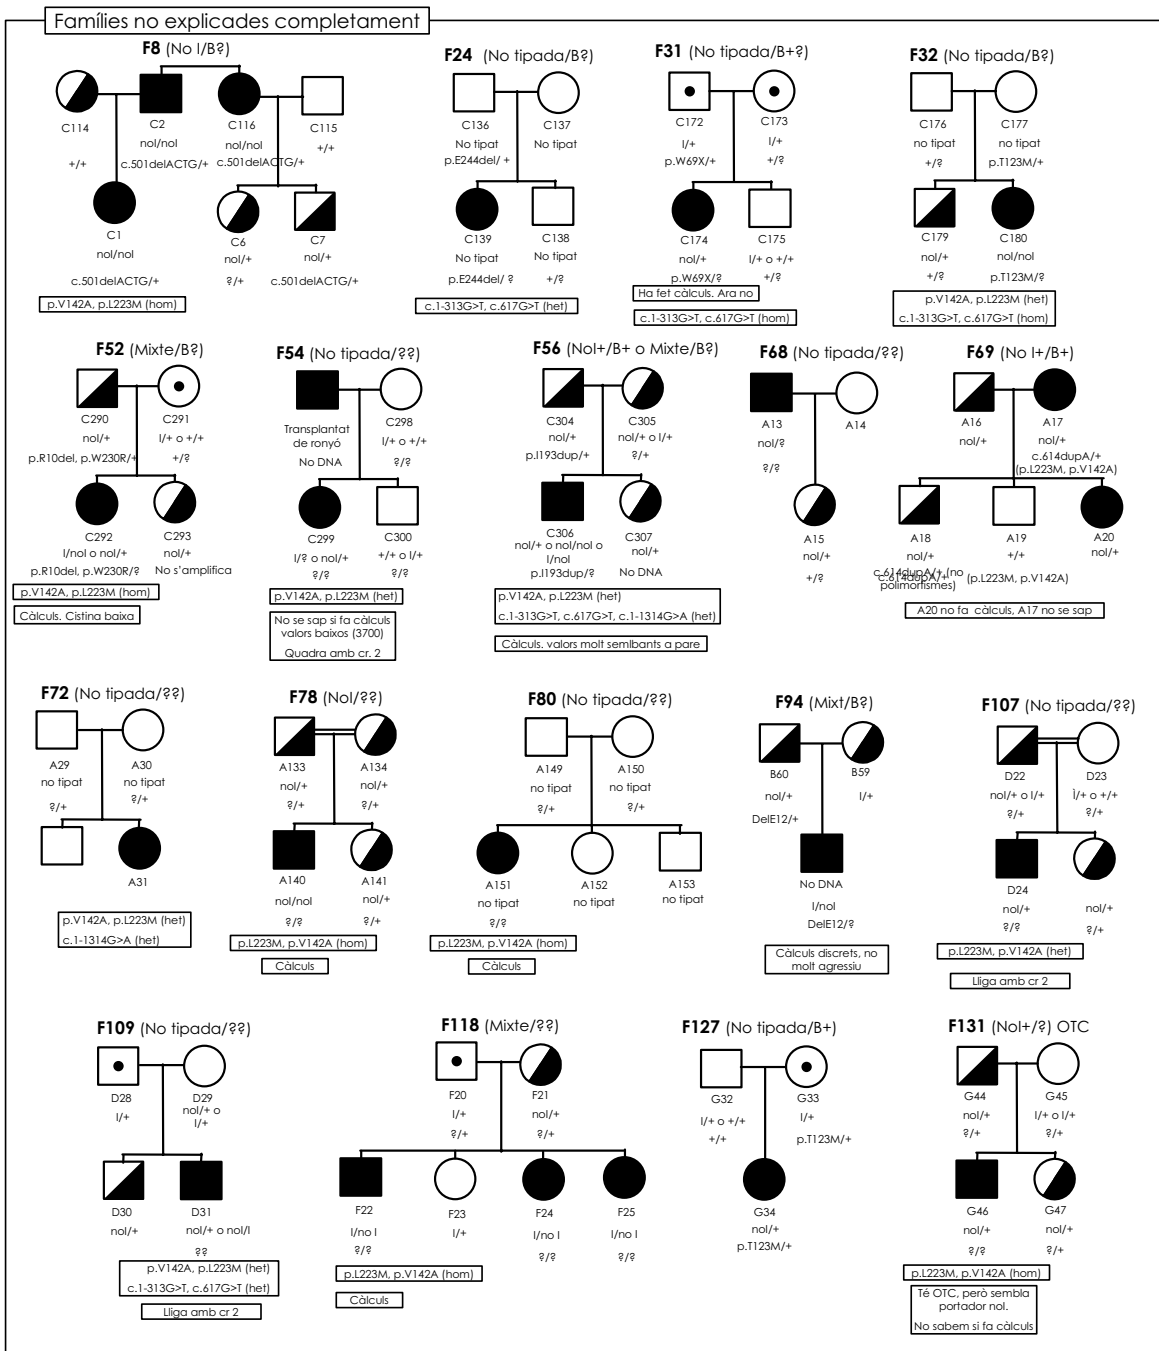 Famílies no explicades completament
F8 (No I/B?)
C114
+/+
C2
nol/nol
c.501delACTG/+
C116
nol/nol
c.501delACTG/+
C115
+/+
C1
nol/nol
c.501delACTG/+
C6
nol/+
?/+
C7
nol/+
c.501delACTG/+
p.V142A, p.L223M (hom)
F24 (No tipada/B?)
C136
No tipat
p.E244del/ +
C137
No tipat
C139
No tipat
p.E244del/ ?
C138
No tipat
+/?
c.1-313G>T, c.617G>T (het)
F31 (No tipada/B+?)
C172
I/+
p.W69X/+
C173
I/+
+/?
C174
nol/+
p.W69X/?
C175
I/+ o +/+
+/?
Ha fet càlculs. Ara no
c.1-313G>T, c.617G>T (hom)
F32 (No tipada/B?)
C176
no tipat
+/?
C177
no tipat
p.T123M/+
C179
nol/+
+/?
C180
nol/nol
p.T123M/?
p.V142A, p.L223M (het)
c.1-313G>T, c.617G>T (hom)
F52 (Mixte/B?)
C290
nol/+
p.R10del, p.W230R/+
C291
I/+ o +/+
+/?
C292
I/nol o nol/+
p.R10del, p.W230R/?
C293
nol/+
No s'amplifica
p.V142A, p.L223M (hom)
Càlculs. Cistina baixa
F54 (No tipada/??)
Transplantat
de ronyó
No DNA
C298
I/+ o +/+
?/?
C299
I/? o nol/+
?/?
C300
+/+ o I/+
?/?
p.V142A, p.L223M (het)
No se sap si fa càlculs
valors baixos (3700)
Quadra amb cr. 2
F56 (NoI+/B+ o Mixte/B?)
C304
nol/+
p.I193dup/+
C305
nol/+ o I/+
?/+
C306
nol/+ o nol/nol o
I/nol
p.I193dup/?
C307
nol/+
No DNA
p.V142A, p.L223M (het)
c.1-313G>T, c.617G>T, c.1-1314G>A (het)
Càlculs. valors molt semlbants a pare
F68 (No tipada/??)
A13
nol/?
?/?
A14
A15
nol/+
+/?
F69 (No I+/B+)
A16
nol/+
A17
nol/+
c.614dupA/+
(p.L223M, p.V142A)
A18
nol/+
c.614dupA/+ (no
polimorfismes)
A19
+/+
(p.L223M, p.V142A)
A20
nol/+
A20 no fa càlculs, A17 no se sap
F72 (No tipada/??)
A29
no tipat
?/+
A30
no tipat
?/+
A31
p.V142A, p.L223M (het)
c.1-1314G>A (het)
F78 (NoI/??)
A133
nol/+
?/+
A134
nol/+
?/+
A140
nol/nol
?/?
A141
nol/+
?/+
p.L223M, p.V142A (hom)
Càlculs
F80 (No tipada/??)
A149
no tipat
?/+
A150
no tipat
?/+
A151
no tipat
?/?
A152
no tipat
A153
no tipat
p.L223M, p.V142A (hom)
Càlculs
F94 (Mixt/B?)
B60
nol/+
DelE12/+
B59
I/+
No DNA
I/nol
DelE12/?
Càlculs discrets, no
molt agressiu
F107 (No tipada/??)
D22
nol/+ o I/+
?/+
D23
Ì/+ o +/+
?/+
D24
nol/+
?/?
nol/+
?/+
p.L223M, p.V142A (het)
Lliga amb cr 2
F109 (No tipada/??)
D28
I/+
D29
nol/+ o
I/+
D30
nol/+
D31
nol/+ o nol/I
??
p.V142A, p.L223M (het)
c.1-313G>T, c.617G>T (het)
Lliga amb cr 2
F118 (Mixte/??)
F20
I/+
?/+
F21
nol/+
?/+
F22
I/no I
?/?
F23
I/+
F24
I/no I
?/?
F25
I/no I
?/?
p.L223M, p.V142A (hom)
Càlculs
F127 (No tipada/B+)
G32
I/+ o +/+
+/+
G33
I/+
p.T123M/+
G34
nol/+
p.T123M/+
F131 (NoI+/?) OTC
G44
nol/+
?/+
G45
I/+ o I/+
?/+
G46
nol/+
?/?
G47
nol/+
?/+
p.L223M, p.V142A (hom)
Té OTC, però sembla
portador nol.
No sabem si fa càlculs